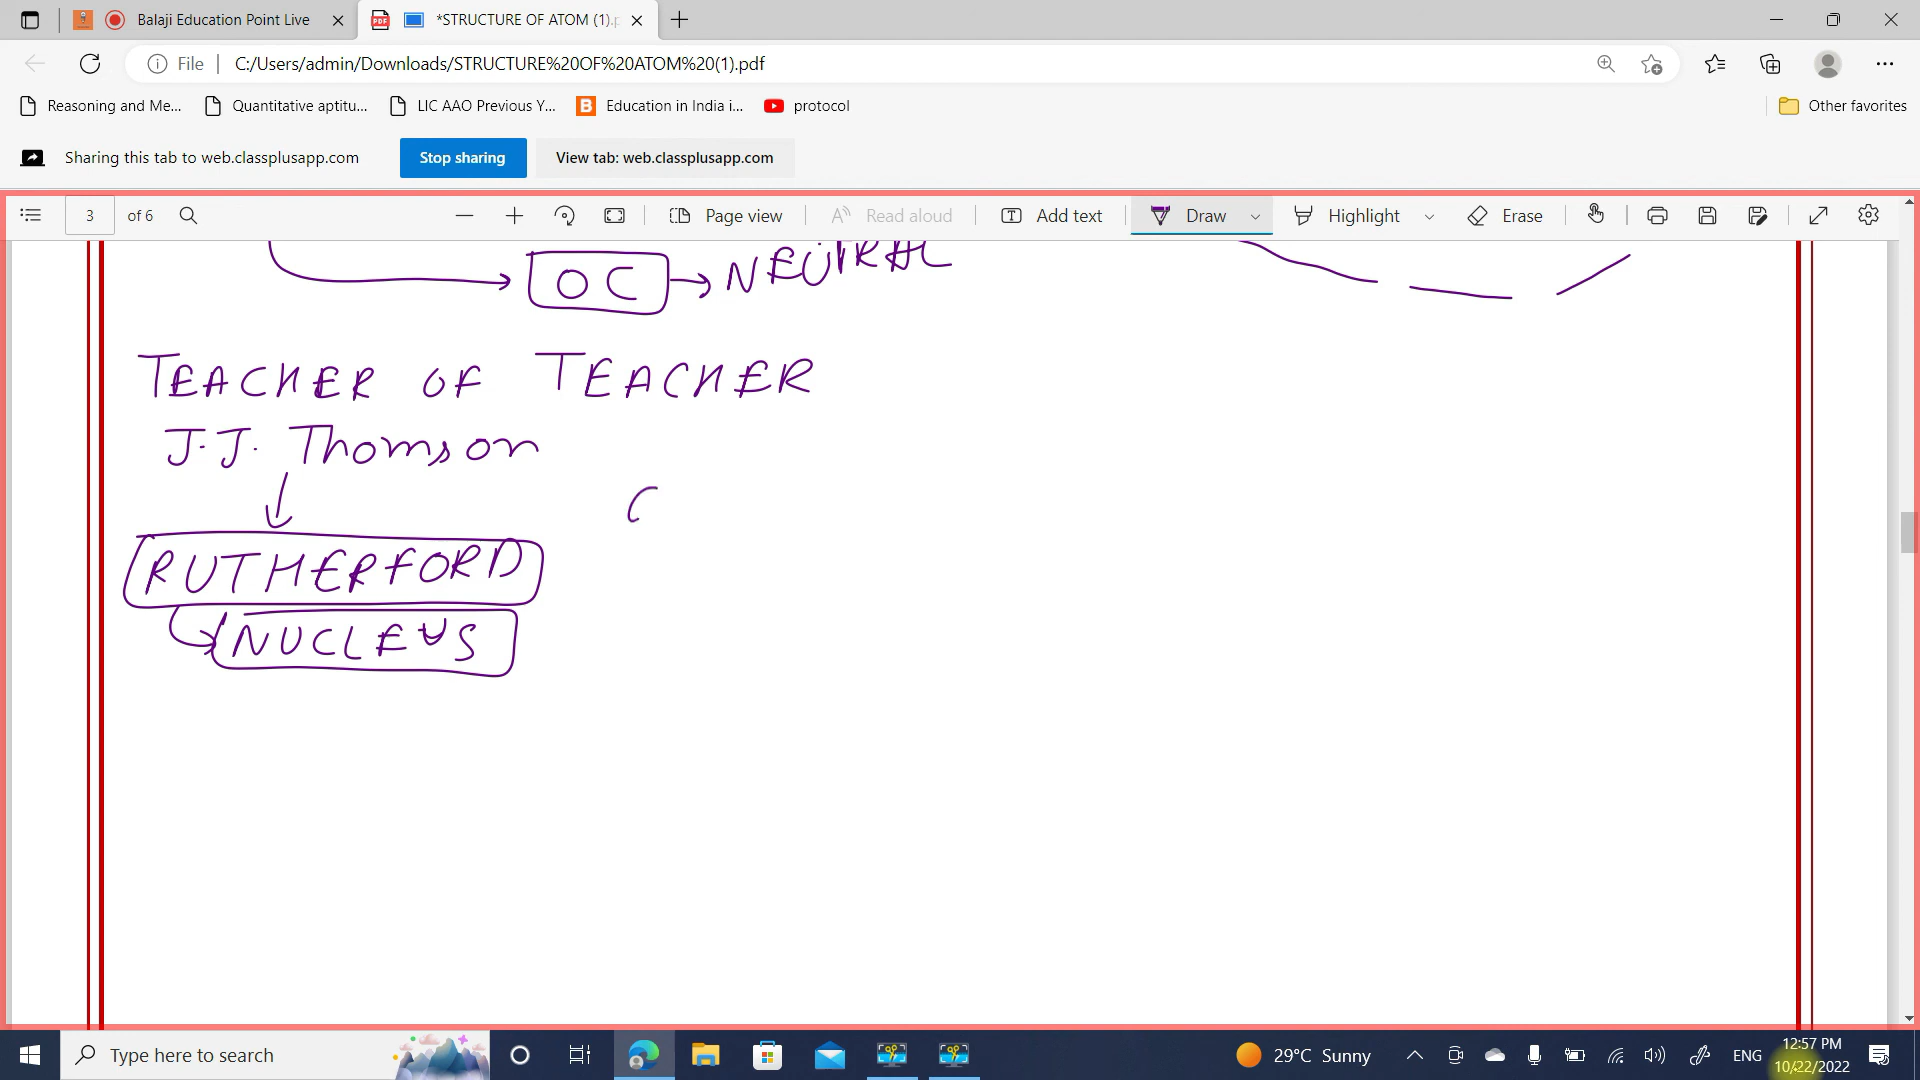 Balaji Education Point Live
*STRUCTURE OF ATOM (1).p
File
C:/Users/admin/Downloads/STRUCTURE%20OF%20ATOM%20(1).pdf
Reasoning and Me... Quantitative aptitu... LIC AAO Previous Y... Education in India i... protocol Other favorites
Sharing this tab to web.classplusapp.com Stop sharing View tab: web.classplusapp.com
3 of 6 Page view Read aloud Add text Draw Highlight Erase
OC → NEUTRAL
TEACHER OF TEACHER
J.J. Thomson
RUTHERFORD
NUCLEUS
Type here to search
29°C Sunny
ENG
12:57 PM
10/22/2022